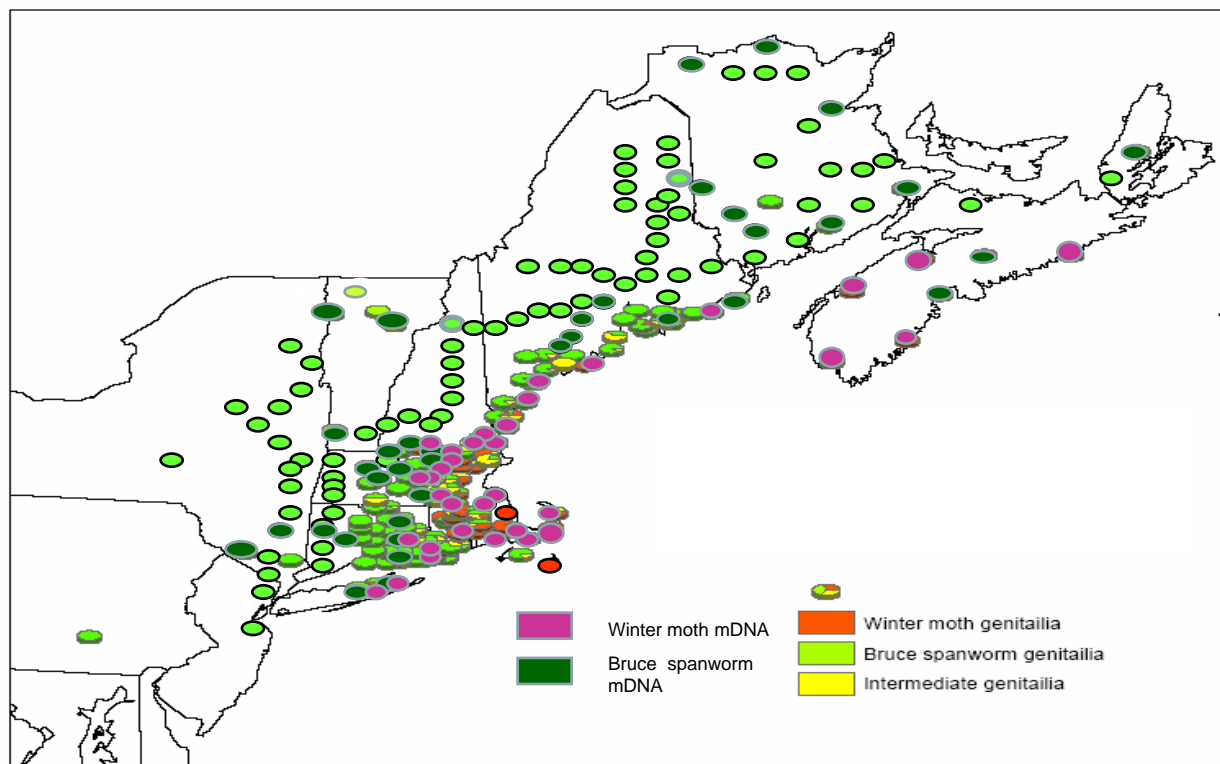 Winter moth mDNA
Bruce spanworm
mDNA
Winter moth genitailia
Bruce spanworm genitailia
Intermediate genitailia